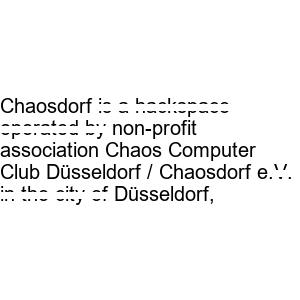 Chaosdorf is a hackspace
operated by non-profit
association Chaos Computer
Club Düsseldorf / Chaosdorf e.V.
in the city of Düsseldorf,